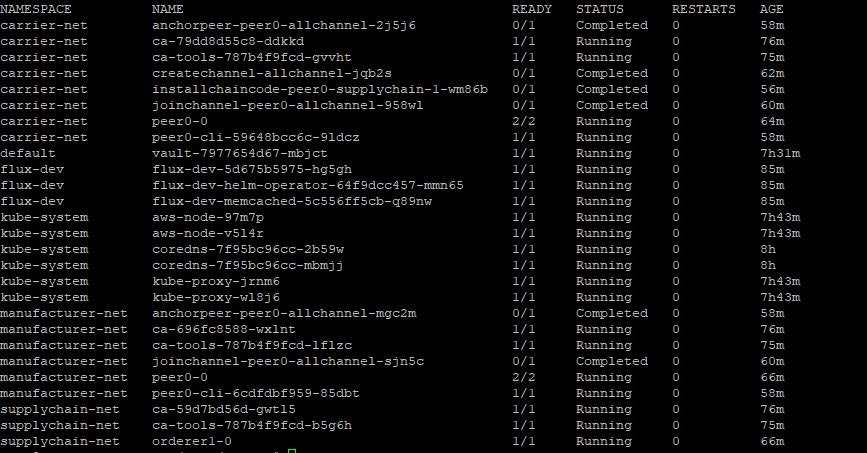 NAMESPACE NAME READY STATUS RESTARTS AGE
carrier-net anchorpeer-peer0-allchannel-2j5j6 0/1 Completed 0 58m
carrier-net ca-79dd8d55c8-ddkkd 1/1 Running 0 76m
carrier-net ca-tools-787b4f9fcd-gvvht 1/1 Running 0 75m
carrier-net createchannel-allchannel-jqb2s 0/1 Completed 0 62m
carrier-net installchaincode-peer0-supplychain-1-wm86b 0/1 Completed 0 56m
carrier-net joinchannel-peer0-allchannel-958wl 0/1 Completed 0 60m
carrier-net peer0-0 2/2 Running 0 64m
carrier-net peer0-cli-59648bcc6c-9ldcz 1/1 Running 0 58m
default vault-7977654d67-mbjct 1/1 Running 0 7h31m
flux-dev flux-dev-5d675b5975-hg5gh 1/1 Running 0 85m
flux-dev flux-dev-helm-operator-64f9dcc457-mmn65 1/1 Running 0 85m
flux-dev flux-dev-memcached-5c556ff5cb-q89nw 1/1 Running 0 85m
kube-system aws-node-97m7p 1/1 Running 0 7h43m
kube-system aws-node-v5l4r 1/1 Running 0 7h43m
kube-system coredns-7f95bc96cc-2b59w 1/1 Running 0 8h
kube-system coredns-7f95bc96cc-mbmjj 1/1 Running 0 8h
kube-system kube-proxy-jrnm6 1/1 Running 0 7h43m
kube-system kube-proxy-wl8j6 1/1 Running 0 7h43m
manufacturer-net anchorpeer-peer0-allchannel-mgc2m 0/1 Completed 0 58m
manufacturer-net ca-696fc8588-wxlnt 1/1 Running 0 76m
manufacturer-net ca-tools-787b4f9fcd-lflzc 1/1 Running 0 75m
manufacturer-net joinchannel-peer0-allchannel-sjn5c 0/1 Completed 0 60m
manufacturer-net peer0-0 2/2 Running 0 66m
manufacturer-net peer0-cli-6cdfdbf959-85dbt 1/1 Running 0 58m
supplychain-net ca-59d7bd56d-gwtl5 1/1 Running 0 76m
supplychain-net ca-tools-787b4f9fcd-b5g6h 1/1 Running 0 75m
supplychain-net orderer1-0 1/1 Running 0 66m